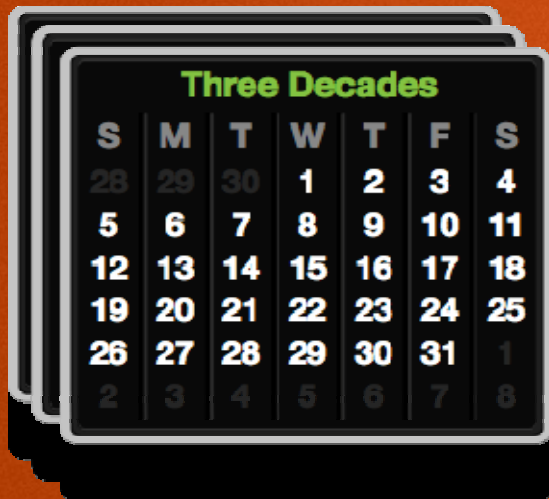 Three Decades
S M T W T F S
28 29 30 1 2 3 4
5 6 7 8 9 10 11
12 13 14 15 16 17 18
19 20 21 22 23 24 25
26 27 28 29 30 31 1
2 3 4 5 6 7 8